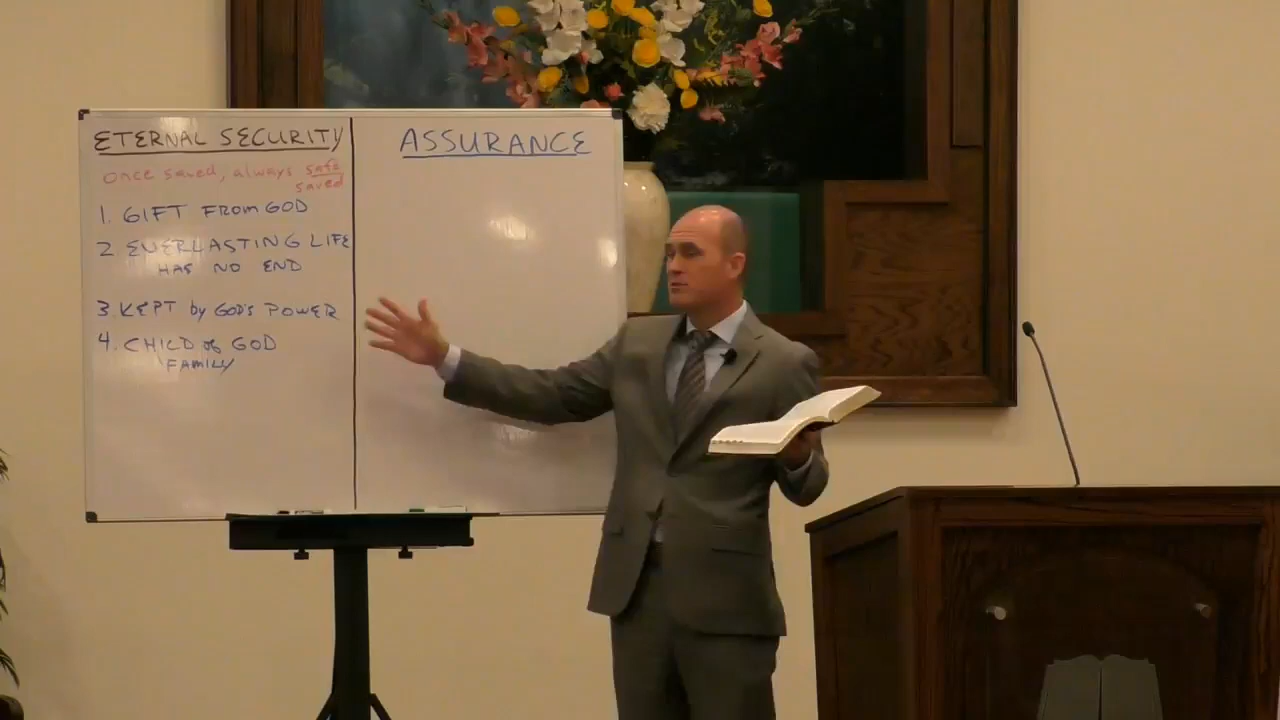 ETERNAL SECURITY
once saved, always safe
saved
1. GIFT FROM GOD
2 EVERLASTING LIFE
HAS NO END
3. KEPT by GOD'S POWER
4. CHILD of GOD
FAMILY
ASSURANCE